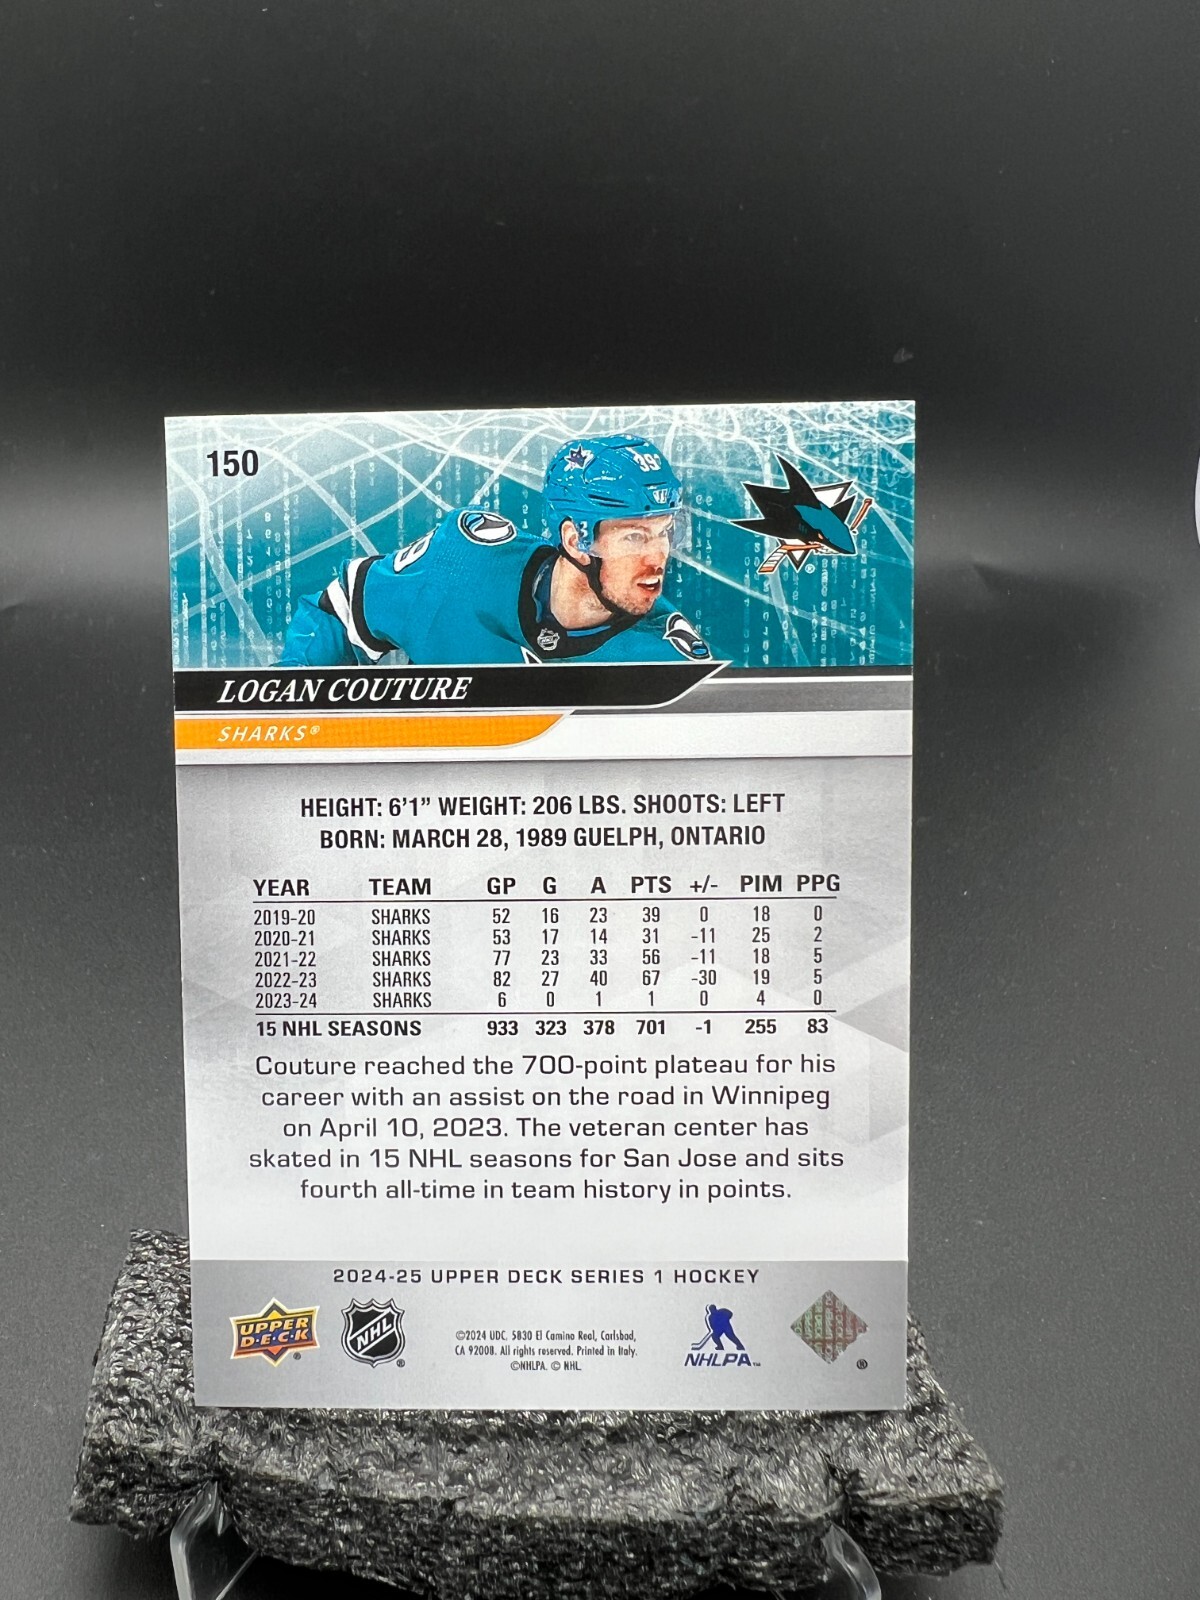 150
39
9
LOGAN COUTURE
SHARKS®
HEIGHT: 6'1" WEIGHT: 206 LBS. SHOOTS: LEFT
BORN: MARCH 28, 1989 GUELPH, ONTARIO
YEAR TEAM GP G A PTS +/- PIM PPG
2019-20 SHARKS 52 16 23 39 0 18 0
2020-21 SHARKS 53 17 14 31 -11 25 2
2021-22 SHARKS 77 23 33 56 -11 18 5
2022-23 SHARKS 82 27 40 67 -30 19 5
2023-24 SHARKS 6 0 1 1 0 4 0
15 NHL SEASONS 933 323 378 701 -1 255 83
Couture reached the 700-point plateau for his
career with an assist on the road in Winnipeg
on April 10, 2023. The veteran center has
skated in 15 NHL seasons for San Jose and sits
fourth all-time in team history in points.
2024-25 UPPER DECK SERIES 1 HOCKEY
UPPER
D·E·C·K
®
NHL
®
©2024 UDC. 5830 El Camino Real, Carlsbad,
CA 92008. All rights reserved. Printed in Italy.
©NHLPA. © NHL.
NHLPA™
®